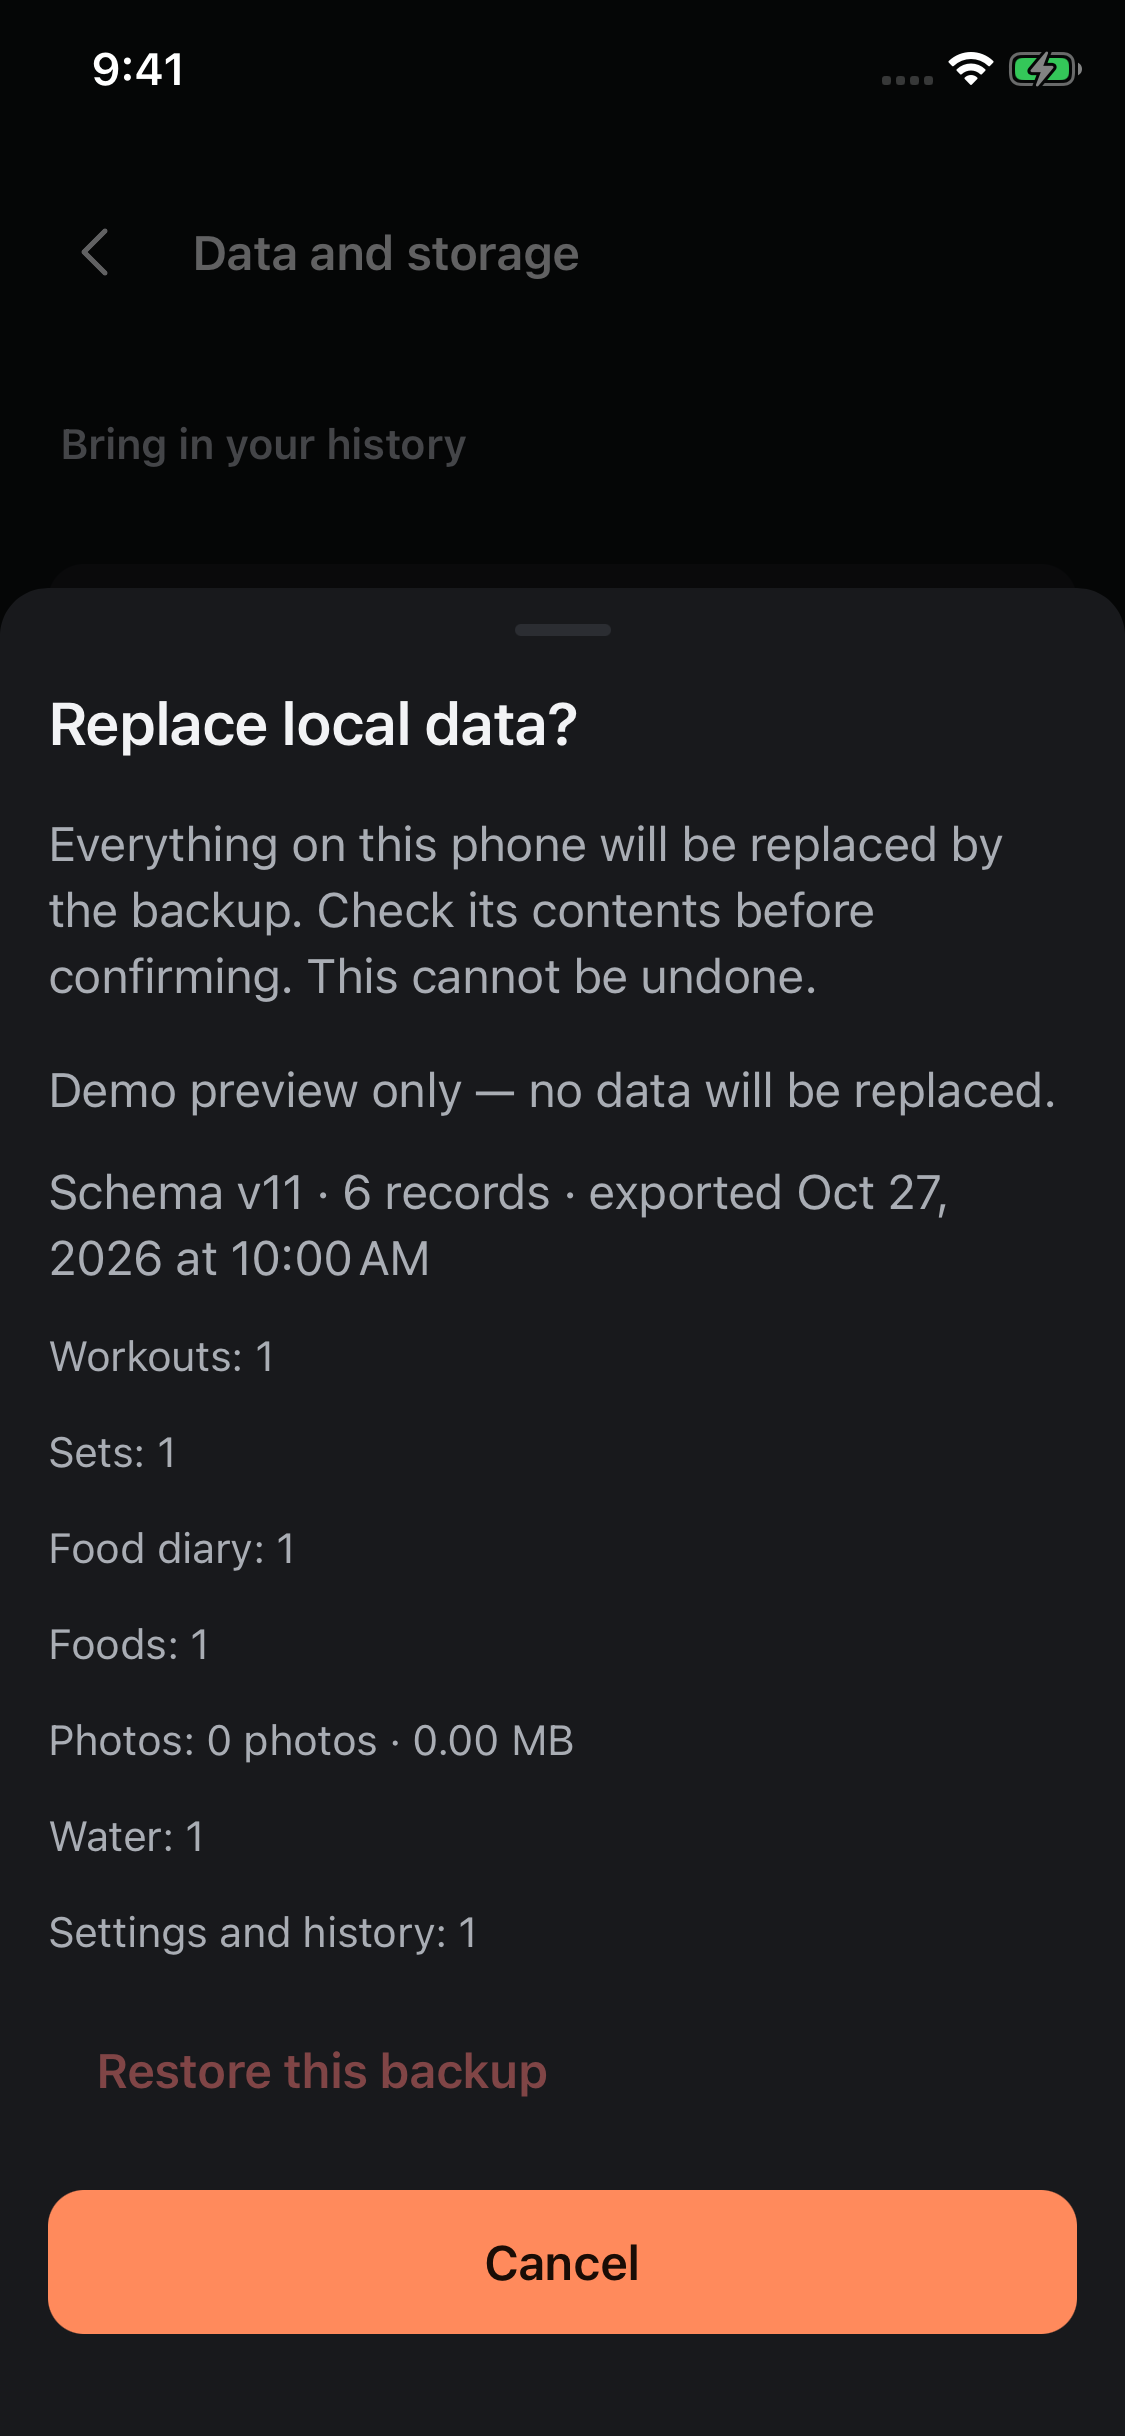 9:41
Data and storage
Bring in your history
Replace local data?
Everything on this phone will be replaced by
the backup. Check its contents before
confirming. This cannot be undone.
Demo preview only — no data will be replaced.
Schema v11 · 6 records · exported Oct 27,
2026 at 10:00 AM
Workouts: 1
Sets: 1
Food diary: 1
Foods: 1
Photos: 0 photos · 0.00 MB
Water: 1
Settings and history: 1
Restore this backup
Cancel